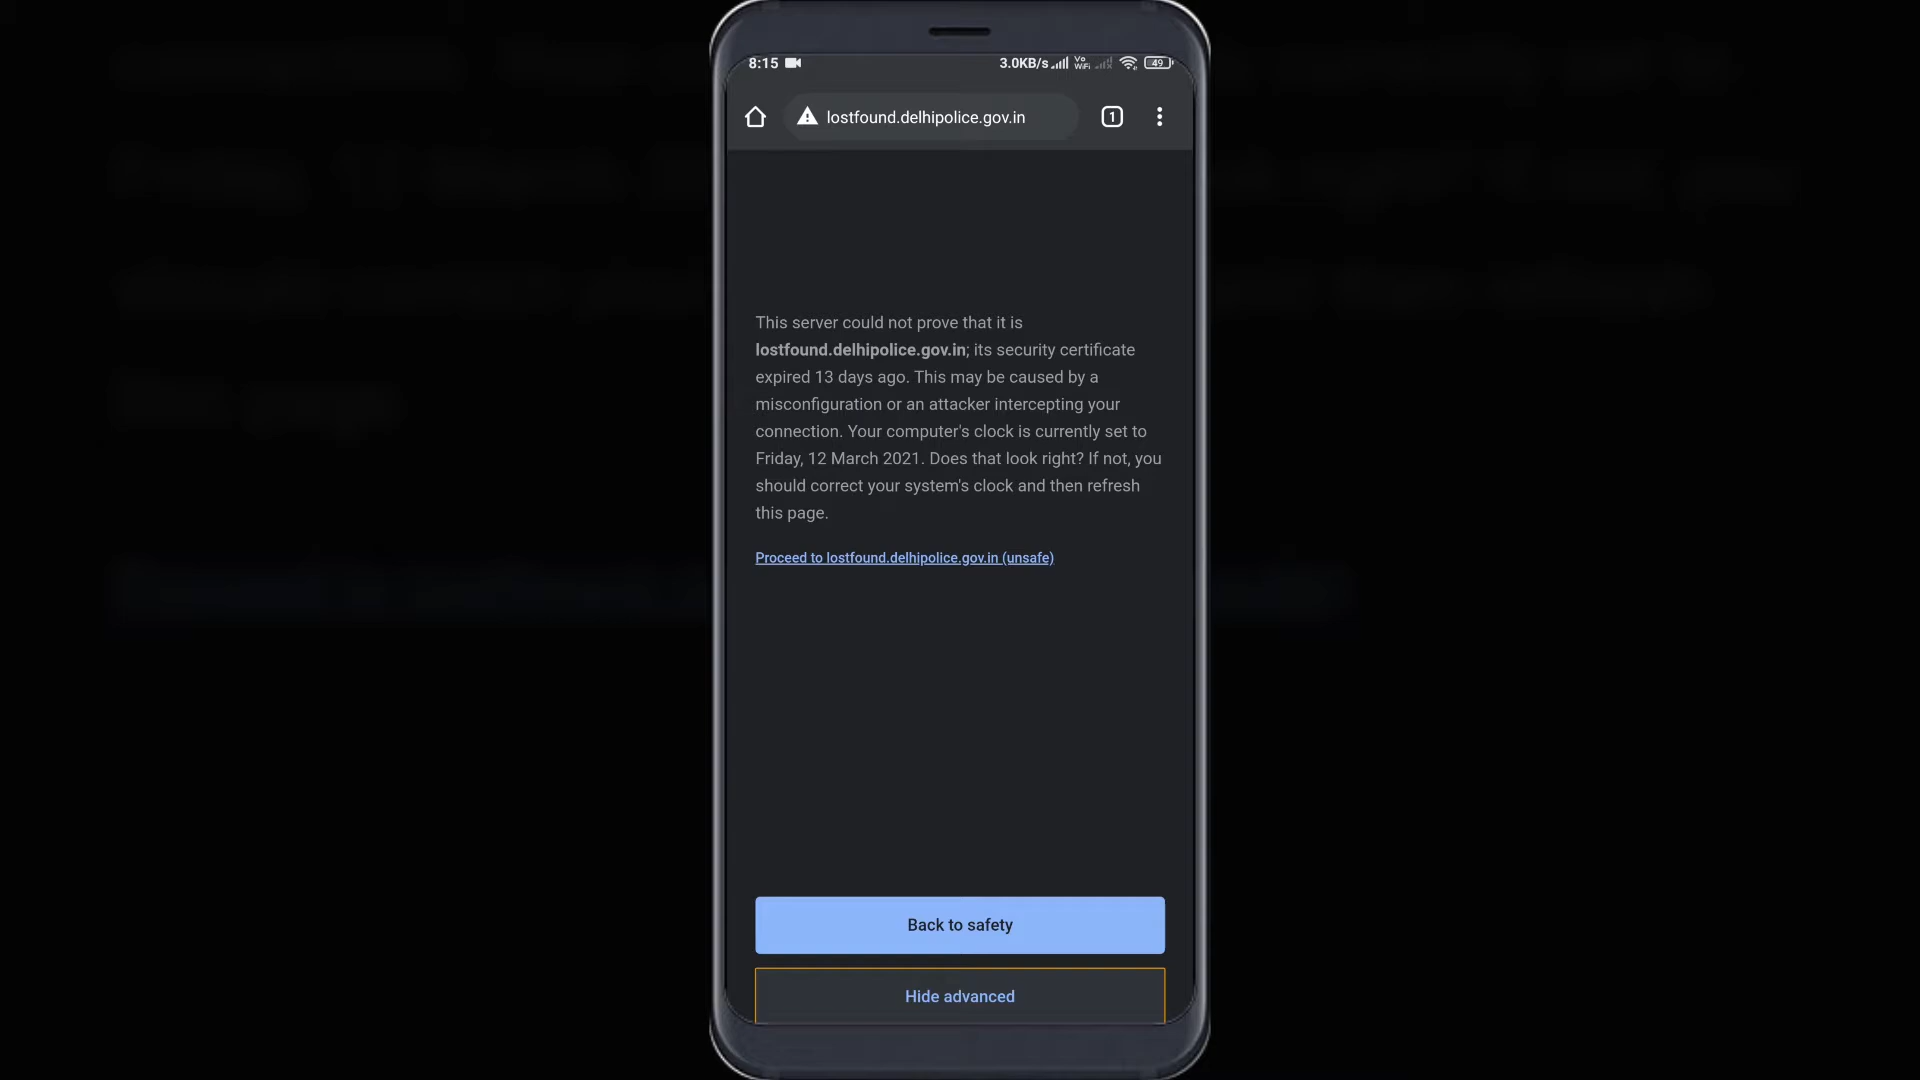 8:15 3.0KB/s Vo WiFi 49
lostfound.delhipolice.gov.in 1
This server could not prove that it is
lostfound.delhipolice.gov.in; its security certificate
expired 13 days ago. This may be caused by a
misconfiguration or an attacker intercepting your
connection. Your computer's clock is currently set to
Friday, 12 March 2021. Does that look right? If not, you
should correct your system's clock and then refresh
this page.
Proceed to lostfound.delhipolice.gov.in (unsafe)
Back to safety
Hide advanced